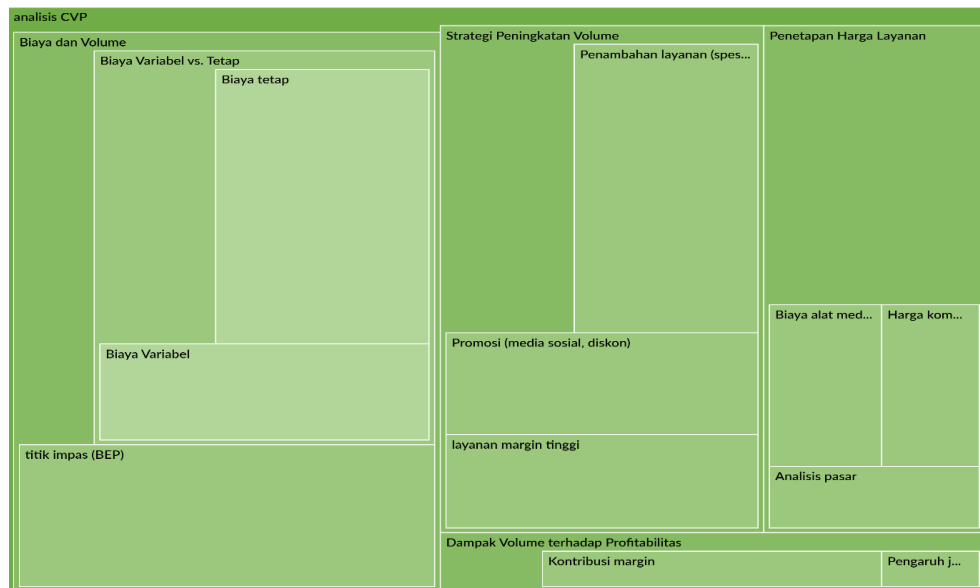 analisis CVP
Biaya dan Volume
Biaya Variabel vs. Tetap
Biaya tetap
Biaya Variabel
titik impas (BEP)
Strategi Peningkatan Volume
Penambahan layanan (spes...
Promosi (media sosial, diskon)
layanan margin tinggi
Penetapan Harga Layanan
Biaya alat med...
Harga kom...
Analisis pasar
Dampak Volume terhadap Profitabilitas
Kontribusi margin
Pengaruh j...